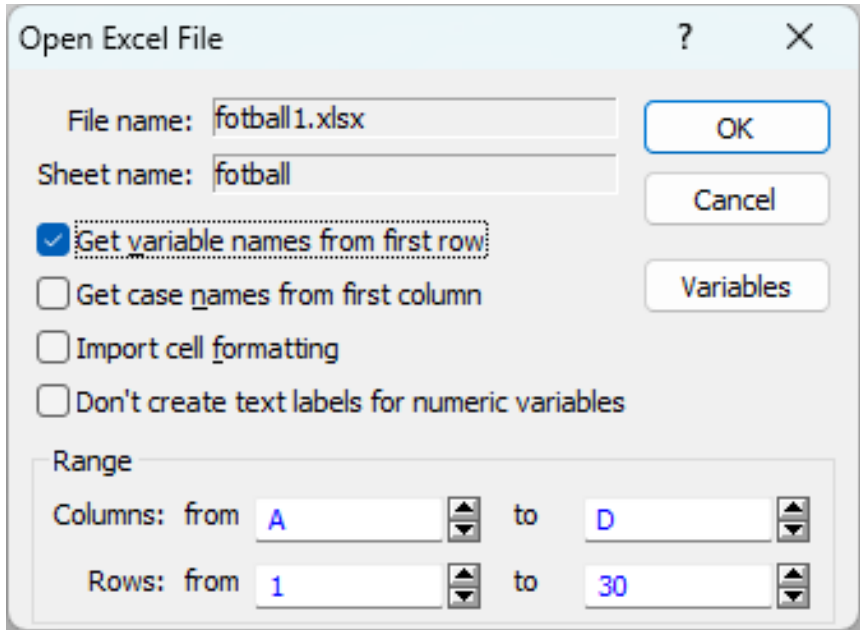 Open Excel File ?
File name: fotball1.xlsx OK
Sheet name: fotball Cancel
Get variable names from first row
Get case names from first column Variables
Import cell formatting
Don't create text labels for numeric variables
Range
Columns: from A to D
Rows: from 1 to 30